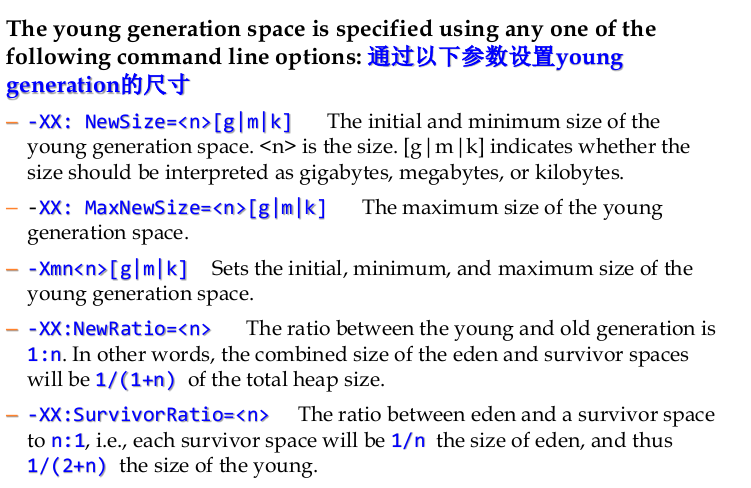 The young generation space is specified using any one of the
following command line options: 通过以下参数设置young
generation的尺寸
– -XX: NewSize=<n>[g|m|k] The initial and minimum size of the
young generation space. <n> is the size. [g|m|k] indicates whether the
size should be interpreted as gigabytes, megabytes, or kilobytes.
– -XX: MaxNewSize=<n>[g|m|k] The maximum size of the young
generation space.
– -Xmn<n>[g|m|k] Sets the initial, minimum, and maximum size of the
young generation space.
– -XX:NewRatio=<n> The ratio between the young and old generation is
1:n. In other words, the combined size of the eden and survivor spaces
will be 1/(1+n) of the total heap size.
– -XX:SurvivorRatio=<n> The ratio between eden and a survivor space
to n:1, i.e., each survivor space will be 1/n the size of eden, and thus
1/(2+n) the size of the young.